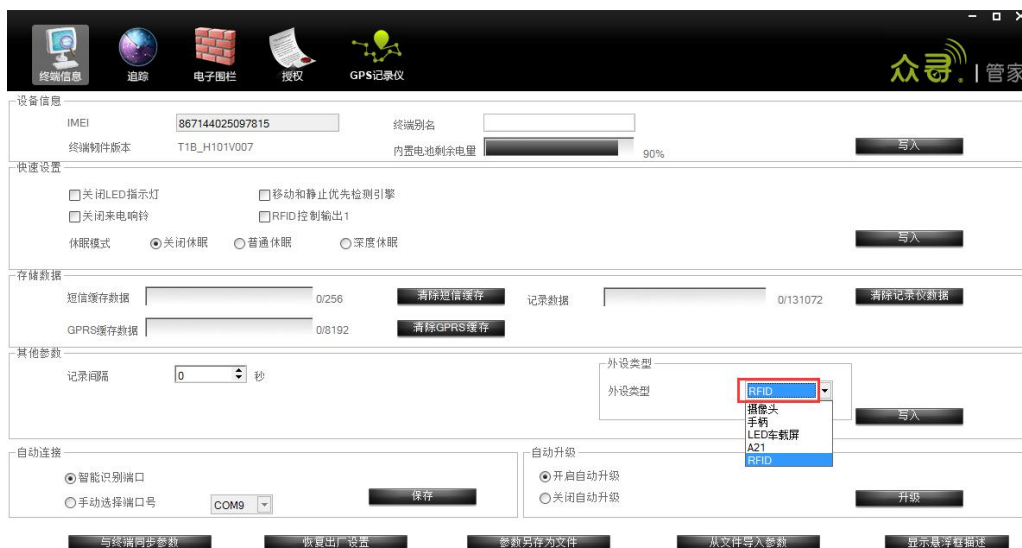 终端信息 追踪 电子围栏 授权 GPS记录仪 众寻 | 管家
设备信息
IMEI 867144025097815 终端别名
终端韧件版本 T1B_H101V007 内置电池剩余电量 90% 写入
快速设置
关闭LED指示灯 移动和静止优先检测引擎
关闭来电响铃 RFID控制输出1
休眠模式 关闭休眠 普通休眠 深度休眠 写入
存储数据
短信缓存数据 0/256 清除短信缓存 记录数据 0/131072 清除记录仪数据
GPRS缓存数据 0/8192 清除GPRS缓存
其他参数
记录间隔 0 秒
外设类型
外设类型 RFID
摄像头
手柄
LED车载屏
A21
RFID
写入
自动连接
智能识别端口
手动选择端口号 COM9 保存
自动升级
开启自动升级
关闭自动升级 升级
与终端同步参数 恢复出厂设置 参数另存为文件 从文件导入参数 显示悬浮框描述